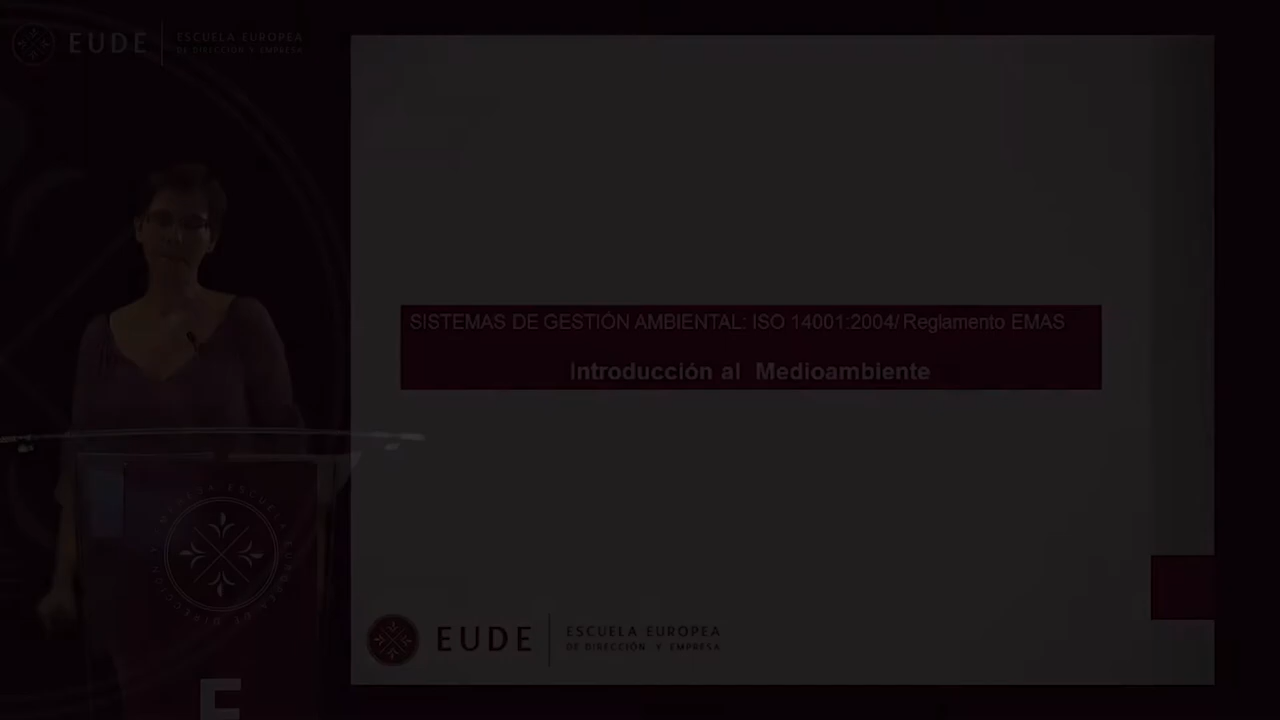 EUDE
ESCUELA EUROPEA
DE DIRECCIÓN Y EMPRESA
SISTEMAS DE GESTIÓN AMBIENTAL: ISO 14001:2004/ Reglamento EMAS
Introducción al Medioambiente
EUDE
ESCUELA EUROPEA
DE DIRECCIÓN Y EMPRESA
E